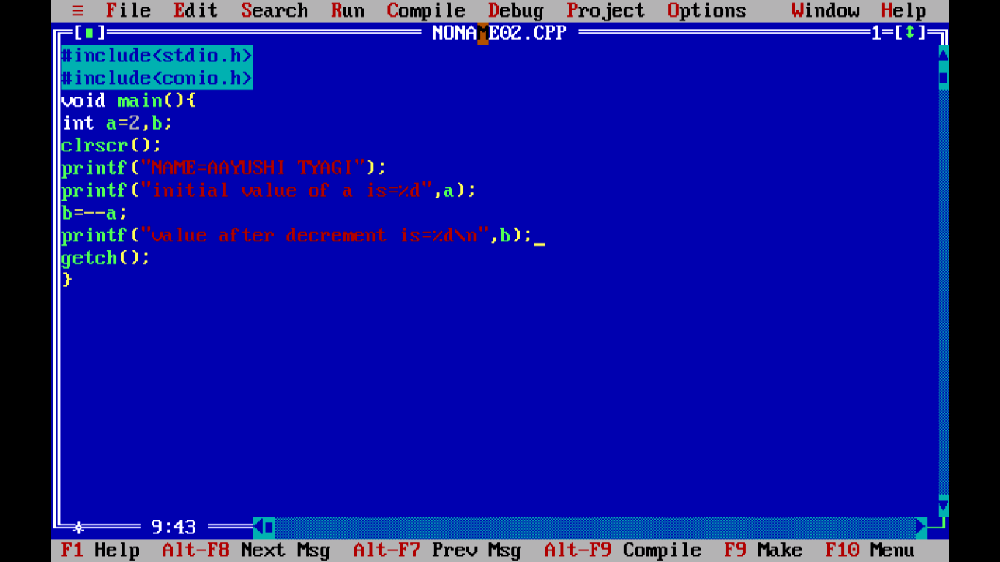 ≡ File Edit Search Run Compile Debug Project Options Window Help
[■] NONAME02.CPP 1=[↕]
#include<stdio.h>
#include<conio.h>
void main(){
int a=2,b;
clrscr();
printf("NAME=AAYUSHI TYAGI");
printf("initial value of a is=%d",a);
b=--a;
printf("value after decrement is=%d\n",b);_
getch();
}
9:43
F1 Help Alt-F8 Next Msg Alt-F7 Prev Msg Alt-F9 Compile F9 Make F10 Menu